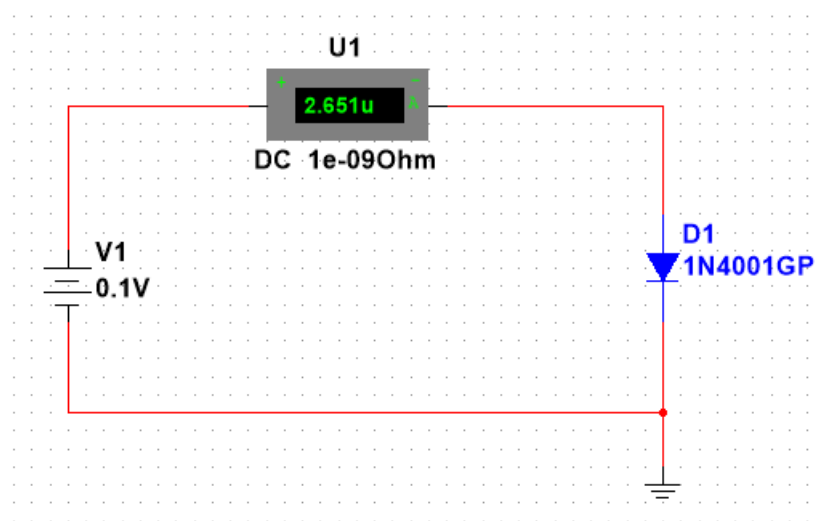 U1
+ -
2.651u A
DC 1e-09Ohm
V1
0.1V
D1
1N4001GP